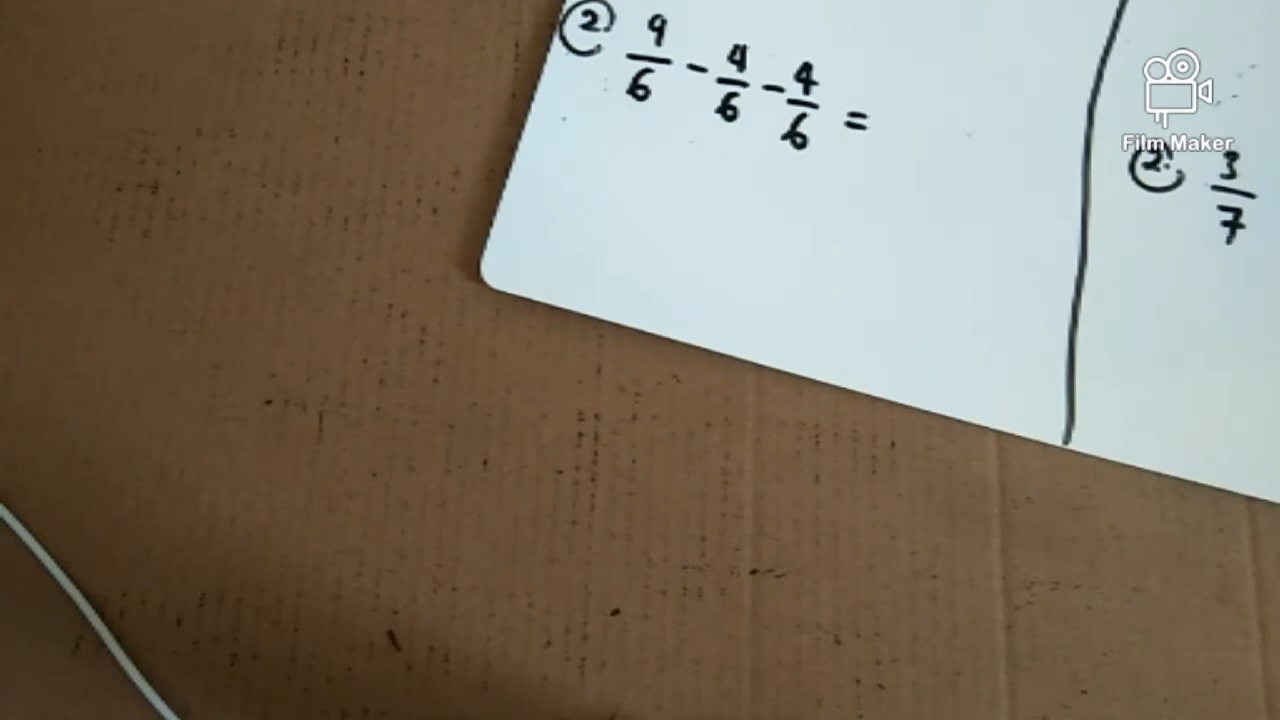 ② 9/6 - 4/6 - 4/6 =
Film Maker
② 3/7